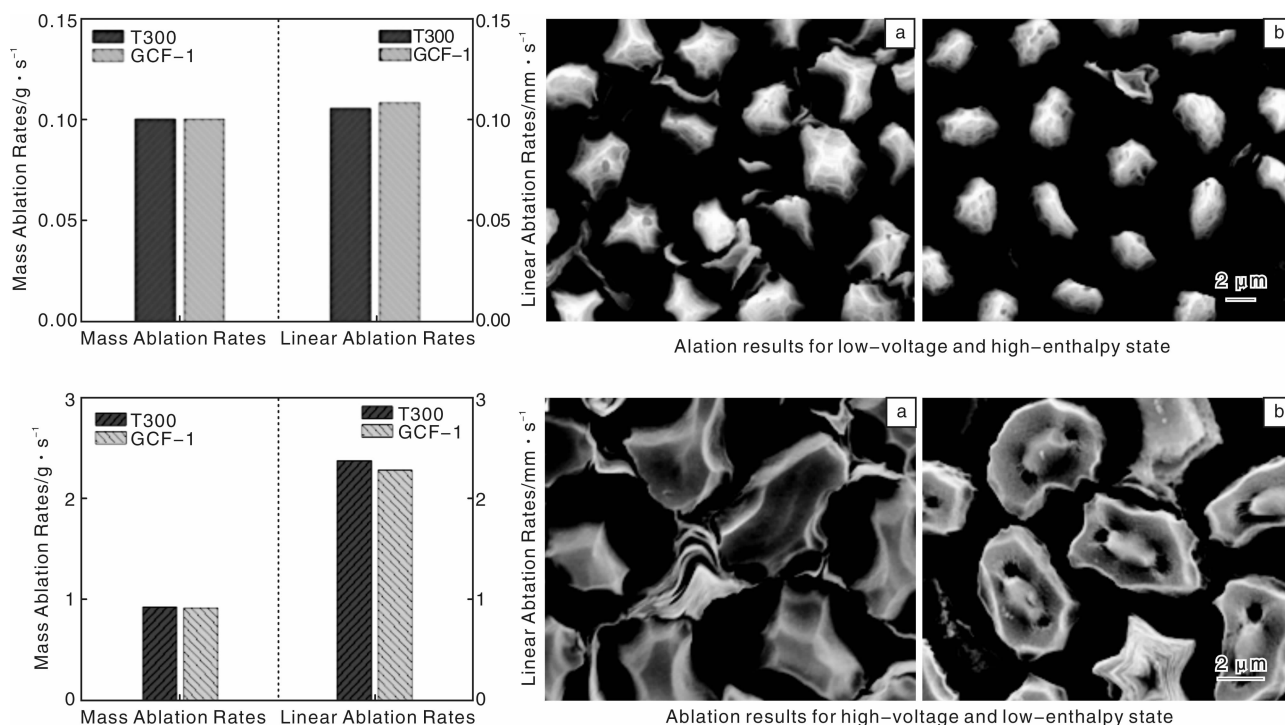 0.15
0.10
0.05
0.00
Mass Ablation Rates/g · s⁻¹
T300
GCF−1
T300
GCF−1
0.15
0.10
0.05
0.00
Linear Abtation Rates/mm · s⁻¹
Mass Ablation Rates
Linear Ablation Rates
a
b
2 μm
Alation results for low−voltage and high−enthalpy state
3
2
1
0
Mass Ablation Rates/g · s⁻¹
T300
GCF−1
T300
GCF−1
3
2
1
0
Linear Abtation Rates/mm · s⁻¹
Mass Ablation Rates
Linear Ablation Rates
a
b
2 μm
Ablation results for high−voltage and low−enthalpy state